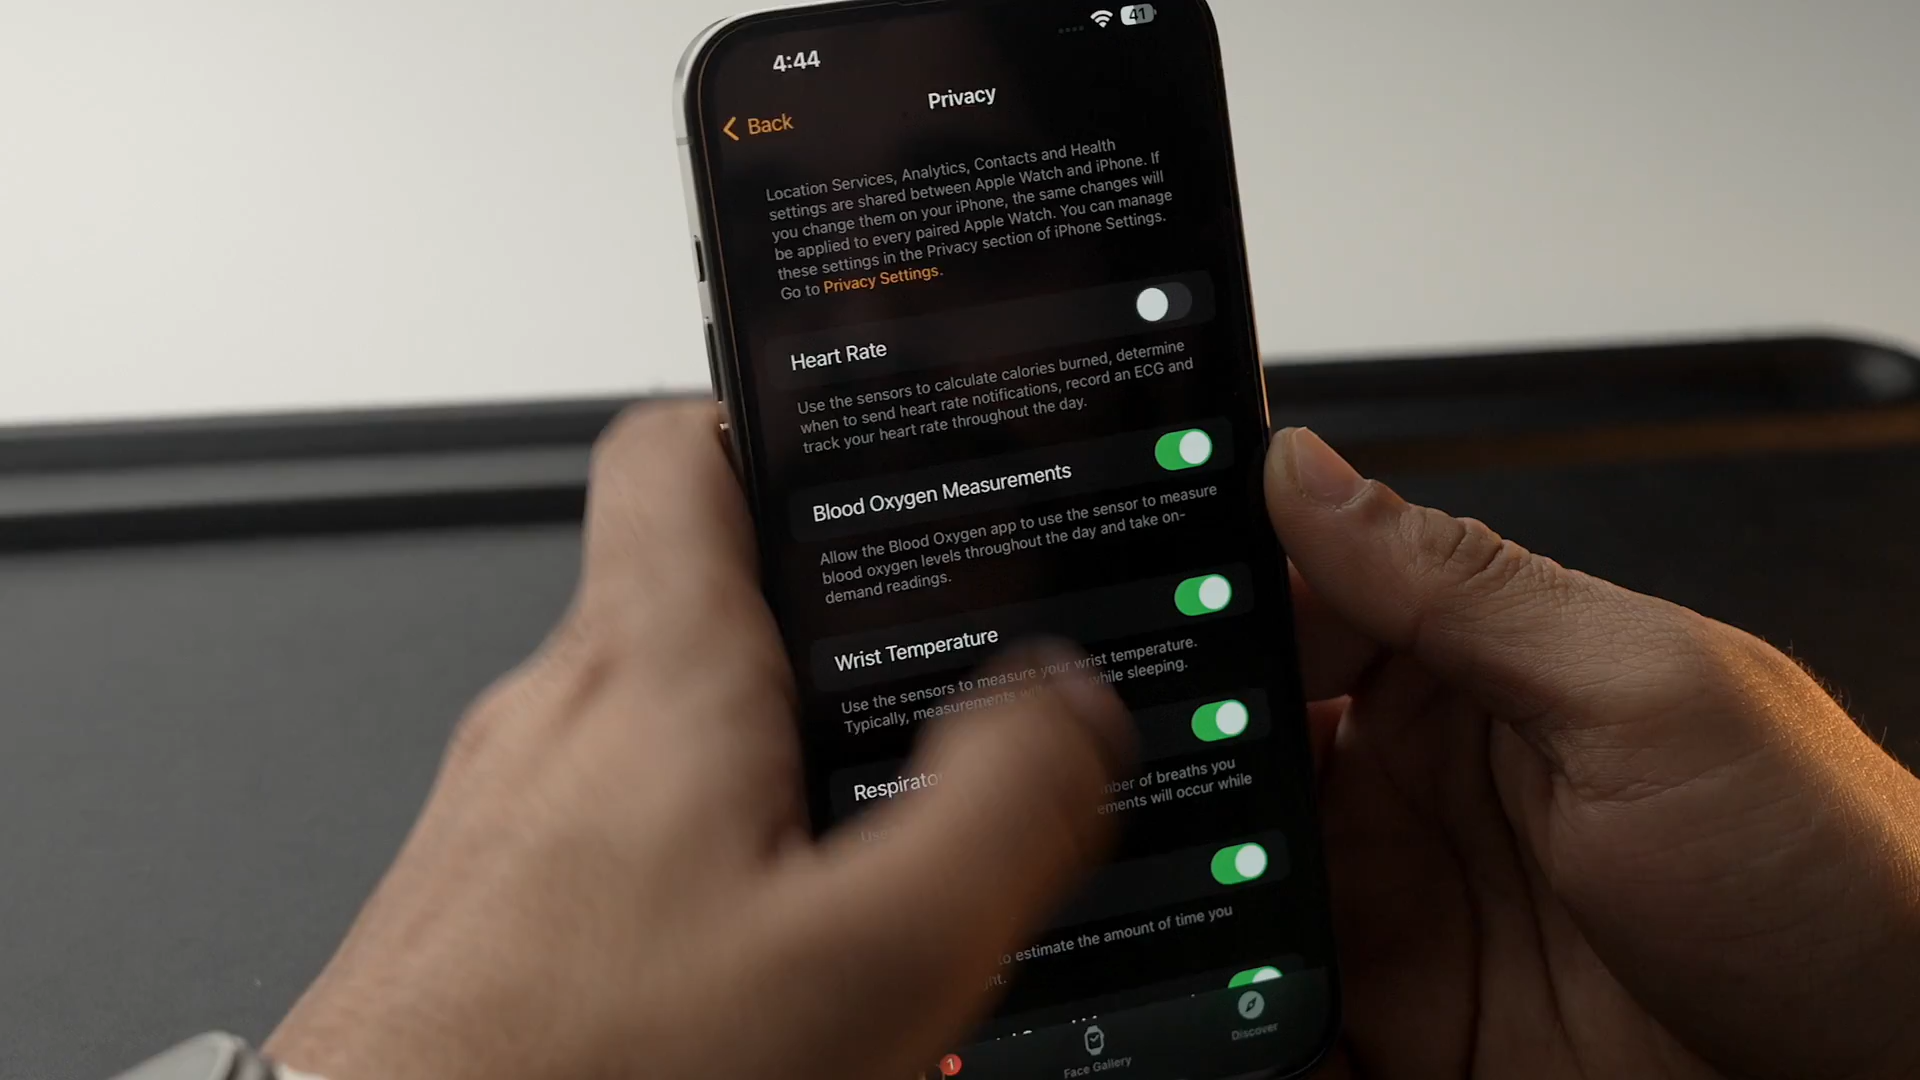 4:44
41
Back
Privacy
Location Services, Analytics, Contacts and Health
settings are shared between Apple Watch and iPhone. If
you change them on your iPhone, the same changes will
be applied to every paired Apple Watch. You can manage
these settings in the Privacy section of iPhone Settings.
Go to Privacy Settings.
Heart Rate
Use the sensors to calculate calories burned, determine
when to send heart rate notifications, record an ECG and
track your heart rate throughout the day.
Blood Oxygen Measurements
Allow the Blood Oxygen app to use the sensor to measure
blood oxygen levels throughout the day and take on-
demand readings.
Wrist Temperature
Use the sensors to measure your wrist temperature.
Typically, measurements while sleeping.
of breaths you
will occur while
to estimate the amount of time you
1
Face Gallery
Discover